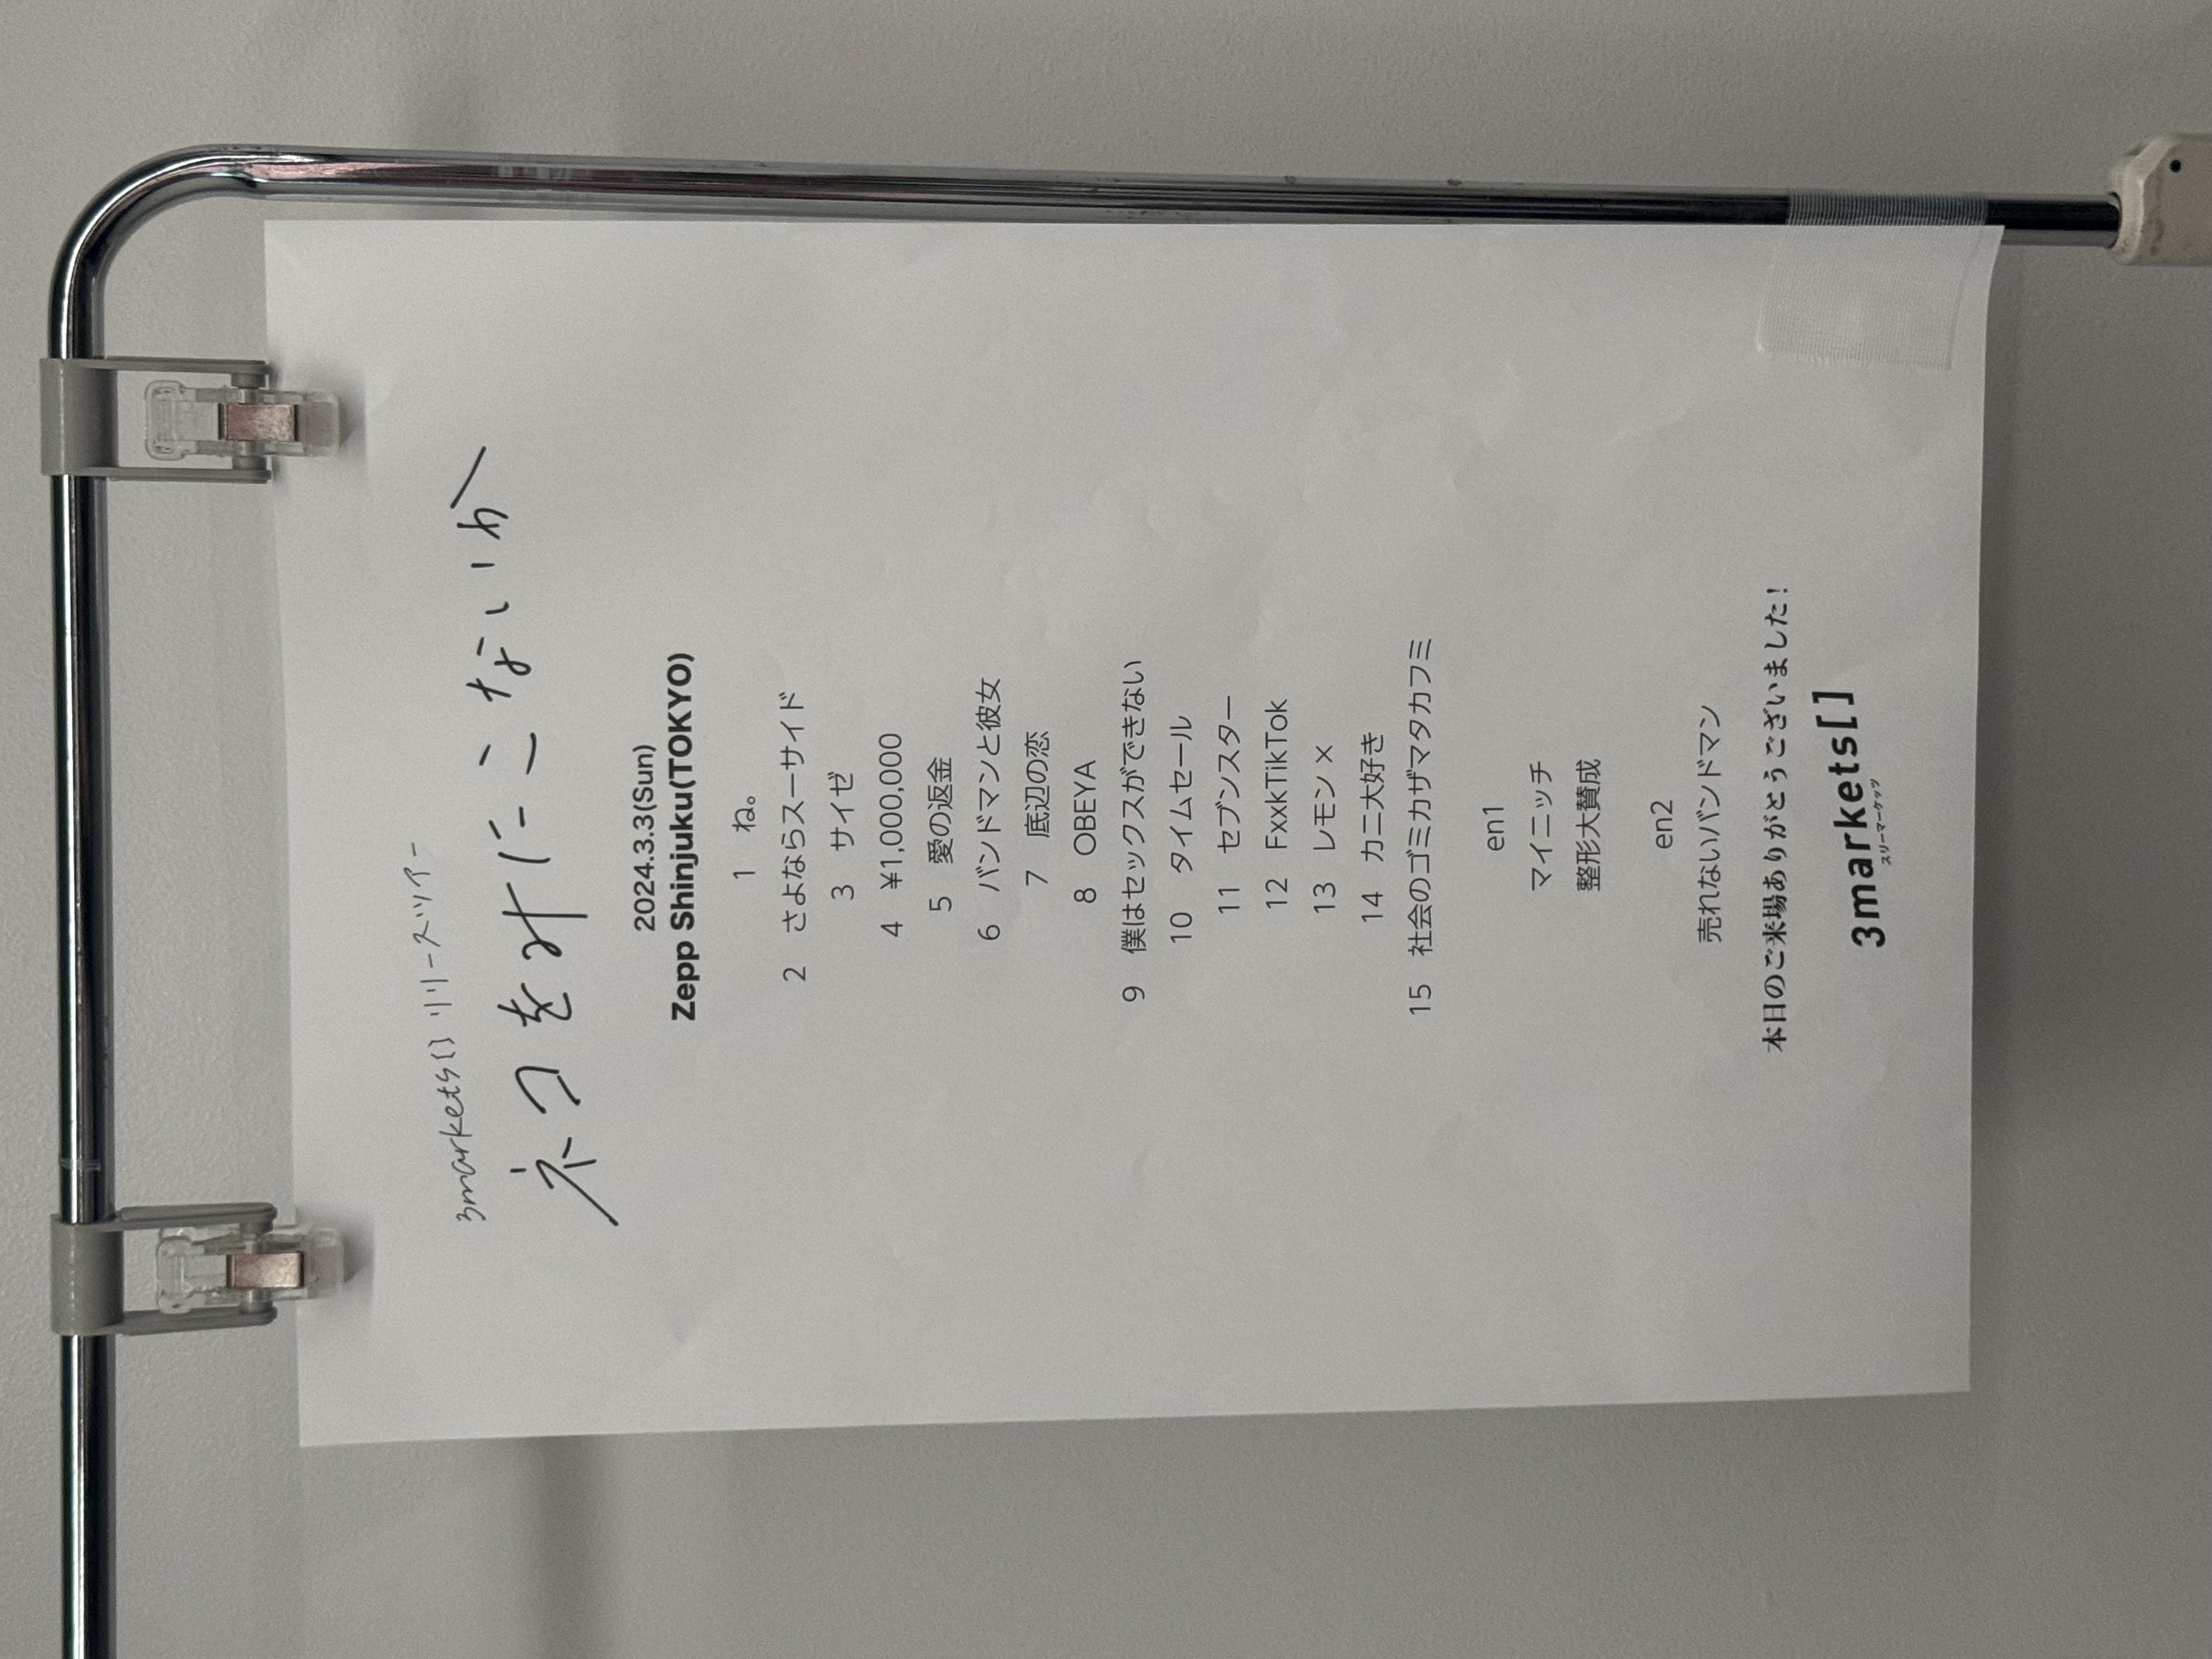 3markets[] リリースツアー
ネコをみにこないか
2024.3.3(Sun)
Zepp Shinjuku(TOKYO)
1 ね。
2 さよならスーサイド
3 サイゼ
4 ¥1,000,000
5 愛の返金
6 バンドマンと彼女
7 底辺の恋
8 OBEYA
9 僕はセックスができない
10 タイムセール
11 セブンスター
12 FxxkTikTok
13 レモン×
14 カニ大好き
15 社会のゴミカザマタカフミ
en1
マイニッチ
整形大賛成
en2
売れないバンドマン
本日のご来場ありがとうございました！
3markets[]
スリーマーケッツ